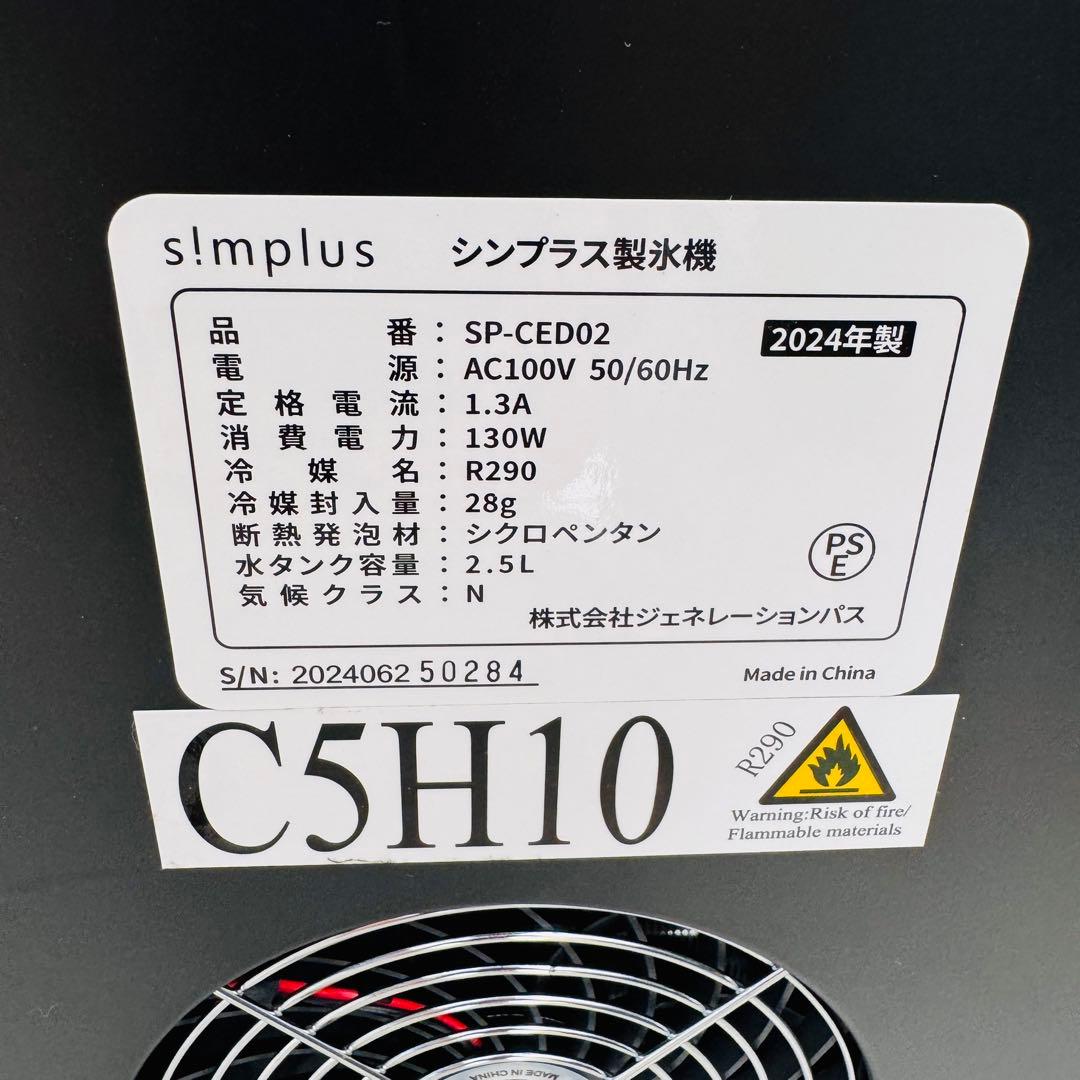 s!mplus シンプラス製氷機
品番：SP-CED02 2024年製
電源：AC100V 50/60Hz
定格電流：1.3A
消費電力：130W
冷媒名：R290
冷媒封入量：28g
断熱発泡材：シクロペンタン
水タンク容量：2.5L
気候クラス：N
PS
E
株式会社ジェネレーションパス
S/N: 202406250284 Made in China
C5H10
R290
Warning:Risk of fire/
Flammable materials
MADE IN CHINA